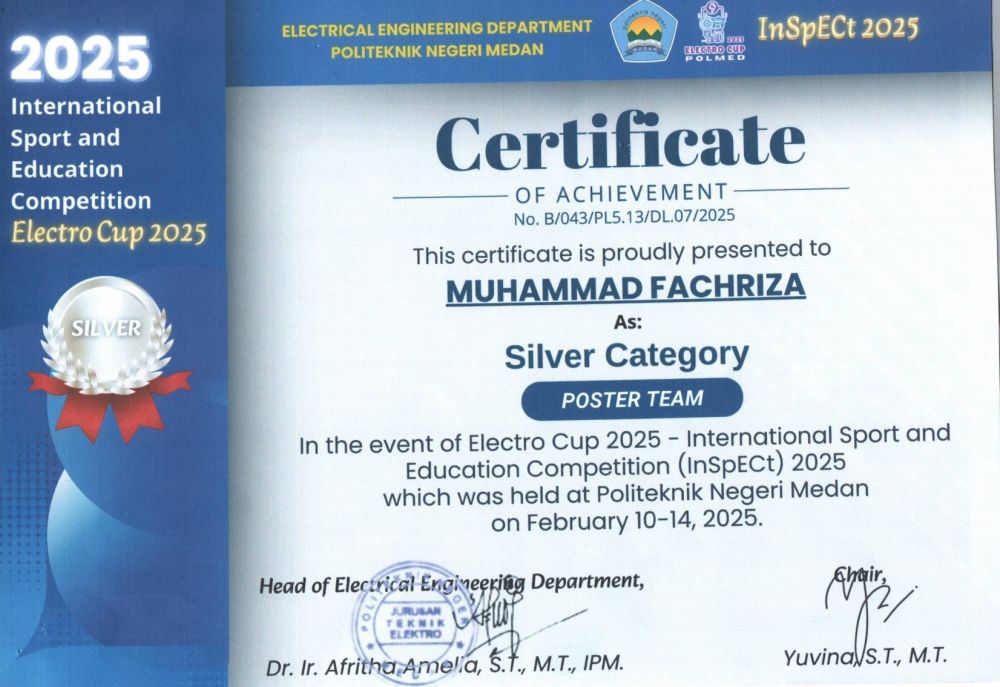 2025
International
Sport and
Education
Competition
Electro Cup 2025
SILVER
ELECTRICAL ENGINEERING DEPARTMENT
POLITEKNIK NEGERI MEDAN
politeknik negeri
MEDAN
2025
ELECTRO CUP
POLMED
InSpECt 2025
Certificate
OF ACHIEVEMENT
No. B/043/PL5.13/DL.07/2025
This certificate is proudly presented to
MUHAMMAD FACHRIZA
As:
Silver Category
POSTER TEAM
In the event of Electro Cup 2025 - International Sport and
Education Competition (InSpECt) 2025
which was held at Politeknik Negeri Medan
on February 10-14, 2025.
Head of Electrical Engineering Department,
JURUSAN
TEKNIK
ELEKTRO
Dr. Ir. Afritha Amelia, S.T., M.T., IPM.
Chair,
Yuvina, S.T., M.T.